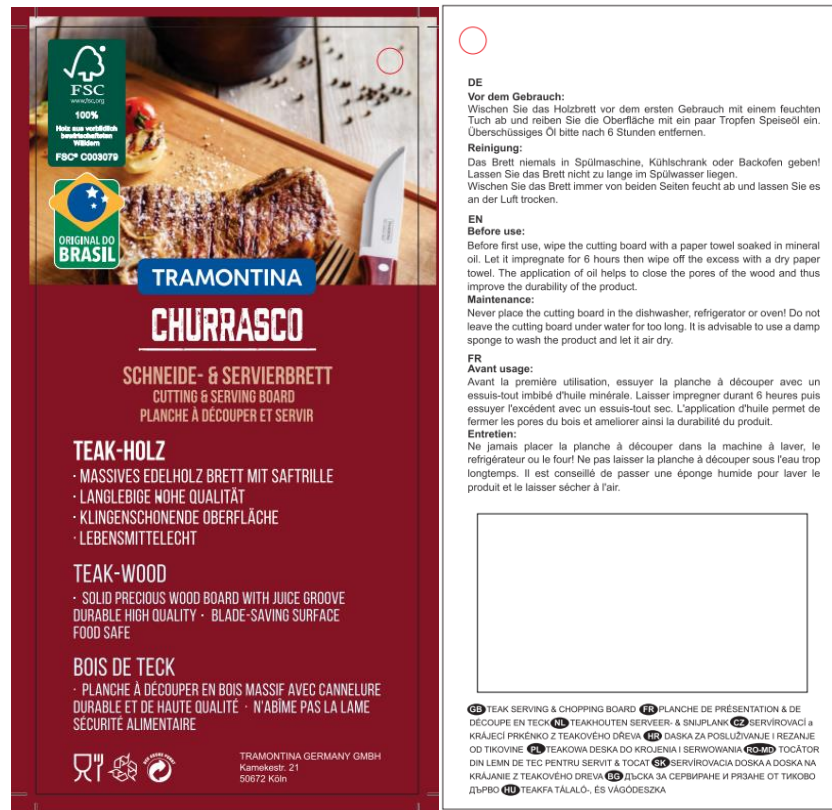 FSC
www.fsc.org
100%
Holz aus vorbildlich
bewirtschafteten
Wäldern
FSC® C003079
ORIGINAL DO
BRASIL
TRAMONTINA
CHURRASCO
SCHNEIDE- & SERVIERBRETT
CUTTING & SERVING BOARD
PLANCHE À DÉCOUPER ET SERVIR
TEAK-HOLZ
· MASSIVES EDELHOLZ BRETT MIT SAFTRILLE
· LANGLEBIGE HOHE QUALITÄT
· KLINGENSCHONENDE OBERFLÄCHE
· LEBENSMITTELECHT
TEAK-WOOD
· SOLID PRECIOUS WOOD BOARD WITH JUICE GROOVE
DURABLE HIGH QUALITY · BLADE-SAVING SURFACE
FOOD SAFE
BOIS DE TECK
· PLANCHE À DÉCOUPER EN BOIS MASSIF AVEC CANNELURE
DURABLE ET DE HAUTE QUALITÉ · N'ABÎME PAS LA LAME
SÉCURITÉ ALIMENTAIRE
TRAMONTINA GERMANY GMBH
Kamekestr. 21
50672 Köln
DE
Vor dem Gebrauch:
Wischen Sie das Holzbrett vor dem ersten Gebrauch mit einem feuchten
Tuch ab und reiben Sie die Oberfläche mit ein paar Tropfen Speiseöl ein.
Überschüssiges Öl bitte nach 6 Stunden entfernen.
Reinigung:
Das Brett niemals in Spülmaschine, Kühlschrank oder Backofen geben!
Lassen Sie das Brett nicht zu lange im Spülwasser liegen.
Wischen Sie das Brett immer von beiden Seiten feucht ab und lassen Sie es
an der Luft trocken.
EN
Before use:
Before first use, wipe the cutting board with a paper towel soaked in mineral
oil. Let it impregnate for 6 hours then wipe off the excess with a dry paper
towel. The application of oil helps to close the pores of the wood and thus
improve the durability of the product.
Maintenance:
Never place the cutting board in the dishwasher, refrigerator or oven! Do not
leave the cutting board under water for too long. It is advisable to use a damp
sponge to wash the product and let it air dry.
FR
Avant usage:
Avant la première utilisation, essuyer la planche à découper avec un
essuis-tout imbibé d'huile minérale. Laisser impregner durant 6 heures puis
essuyer l'excédent avec un essuis-tout sec. L'application d'huile permet de
fermer les pores du bois et ameliorer ainsi la durabilité du produit.
Entretien:
Ne jamais placer la planche à découper dans la machine à laver, le
refrigérateur ou le four! Ne pas laisser la planche à découper sous l'eau trop
longtemps. Il est conseillé de passer une éponge humide pour laver le
produit et le laisser sécher à l'air.
GB TEAK SERVING & CHOPPING BOARD FR PLANCHE DE PRÉSENTATION & DE
DÉCOUPE EN TECK NL TEAKHOUTEN SERVEER- & SNIJPLANK CZ SERVÍROVACÍ a
KRÁJECÍ PRKÉNKO Z TEAKOVÉHO DŘEVA HR DASKA ZA POSLUŽIVANJE I REZANJE
OD TIKOVINE PL TEAKOWA DESKA DO KROJENIA I SERWOWANIA RO-MD TOCĂTOR
DIN LEMN DE TEC PENTRU SERVIT & TOCAT SK SERVÍROVACIA DOSKA A DOSKA NA
KRÁJANIE Z TEAKOVÉHO DREVA BG ДЪСКА ЗА СЕРВИРАНЕ И РЯЗАНЕ ОТ ТИКОВО
ДЪРВО HU TEAKFA TÁLALÓ-, ÉS VÁGÓDESZKA